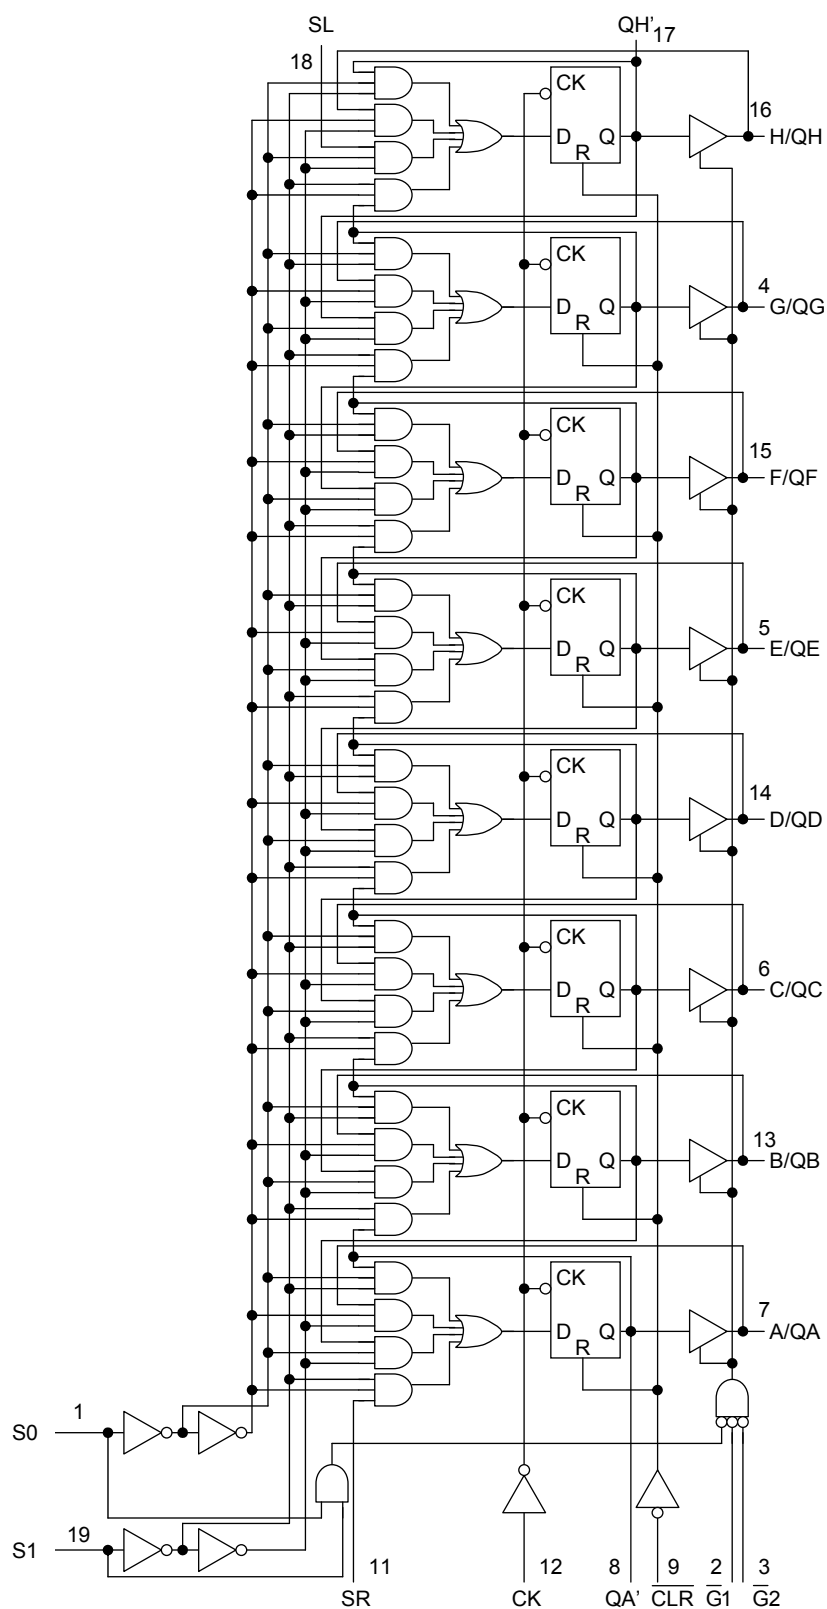 SL QH' 17
18
CK
16
D Q H/QH
R
CK
4
D Q G/QG
R
CK
15
D Q F/QF
R
CK
5
D Q E/QE
R
CK
14
D Q D/QD
R
CK
6
D Q C/QC
R
CK
13
D Q B/QB
R
CK
7
D Q A/QA
R
S0 1
S1 19
11 12 8 9 2 3
SR CK QA' CLR G1 G2